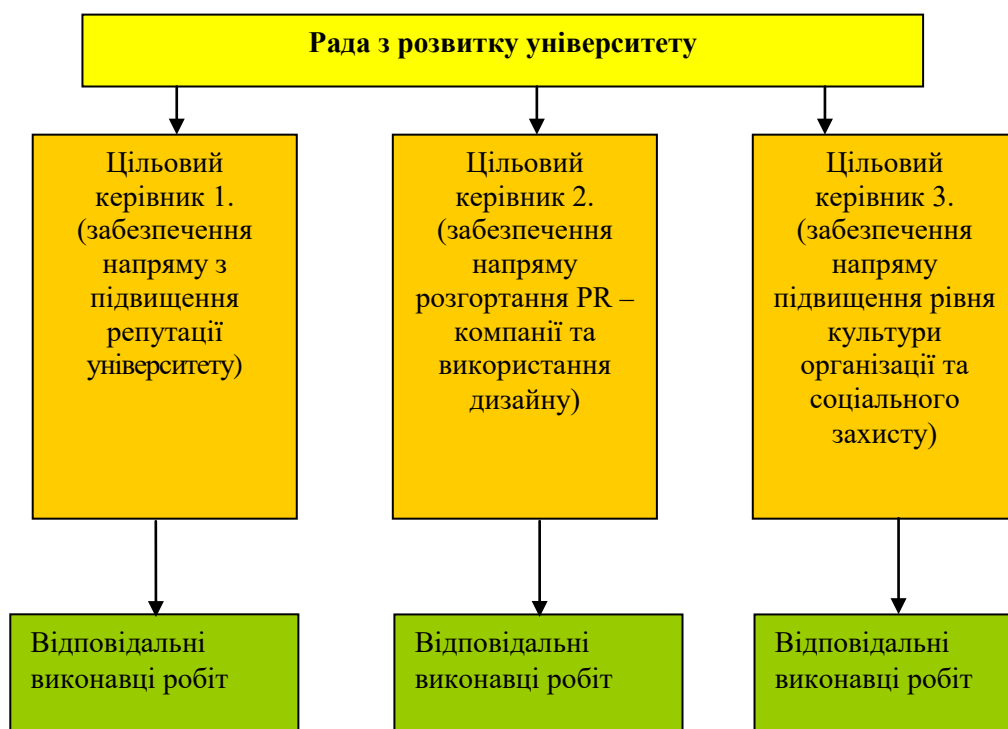 Рада з розвитку університету
Цільовий
керівник 1.
(забезпечення
напряму з
підвищення
репутації
університету)
Цільовий
керівник 2.
(забезпечення
напряму
розгортання PR –
компанії та
використання
дизайну)
Цільовий
керівник 3.
(забезпечення
напряму
підвищення рівня
культури
організації та
соціального
захисту)
Відповідальні
виконавці робіт
Відповідальні
виконавці робіт
Відповідальні
виконавці робіт